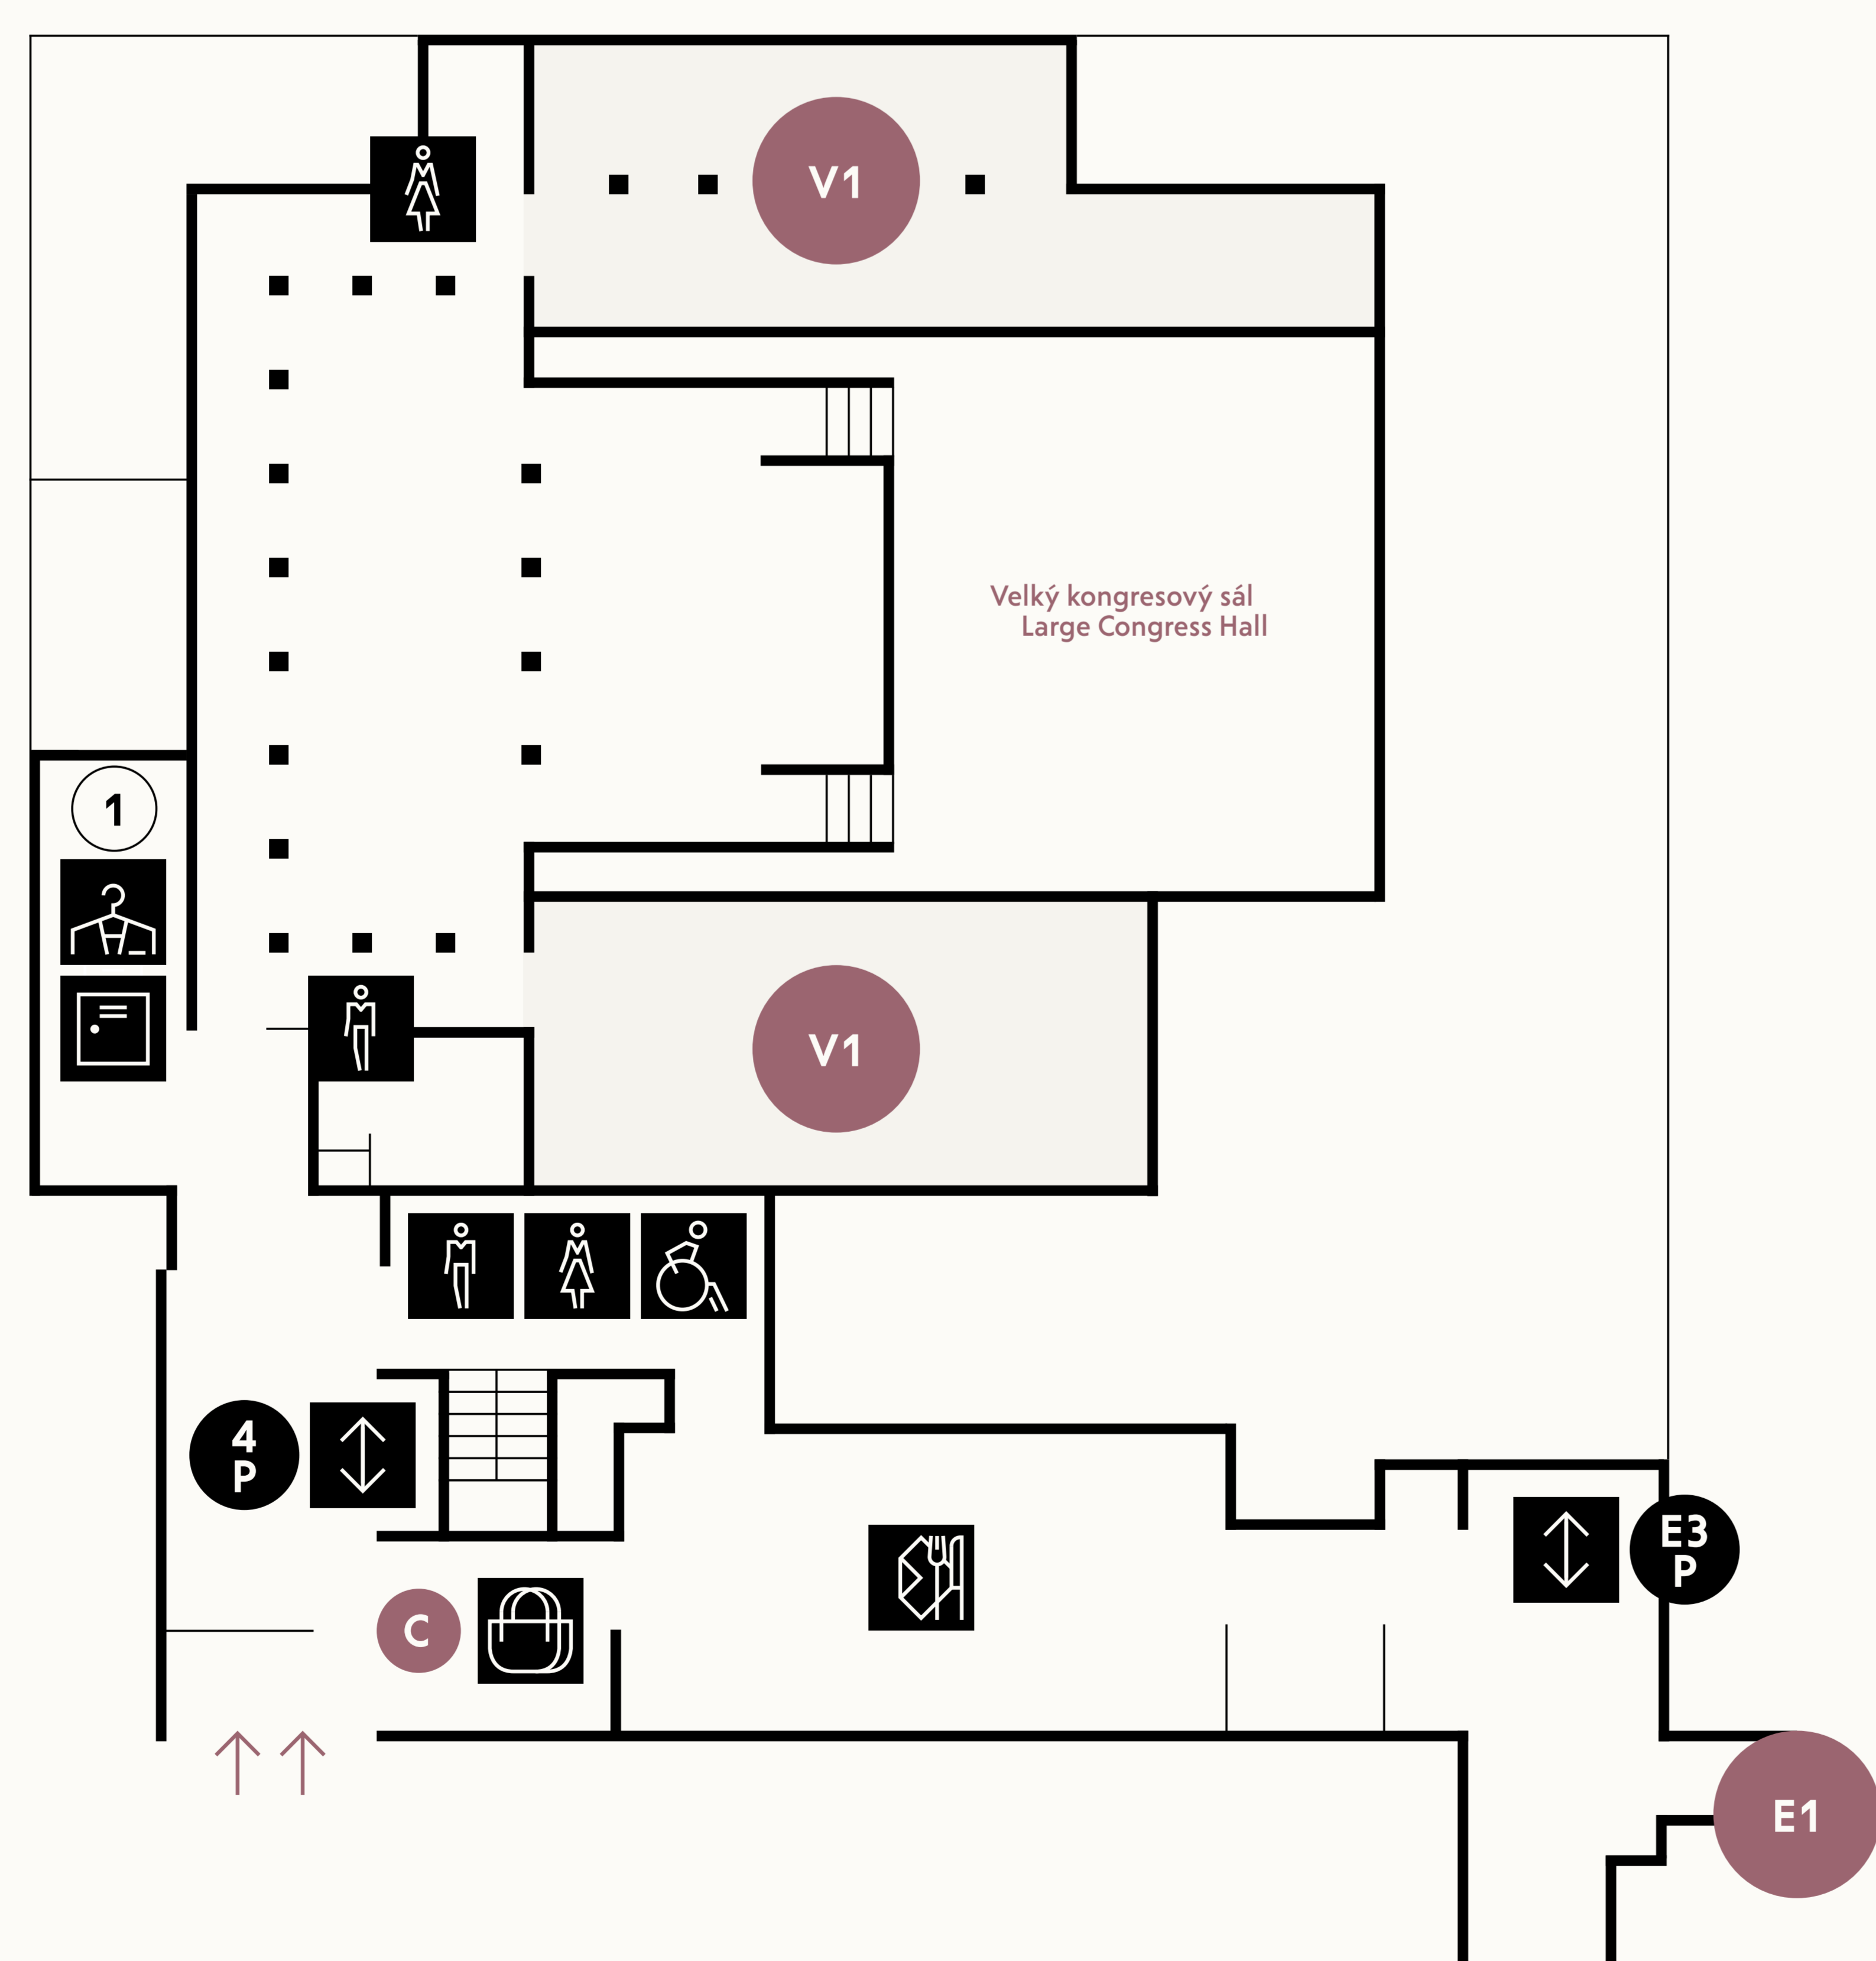 V1
Velký kongresový sál
Large Congress Hall
1
V1
4
P
E3
P
C
E1